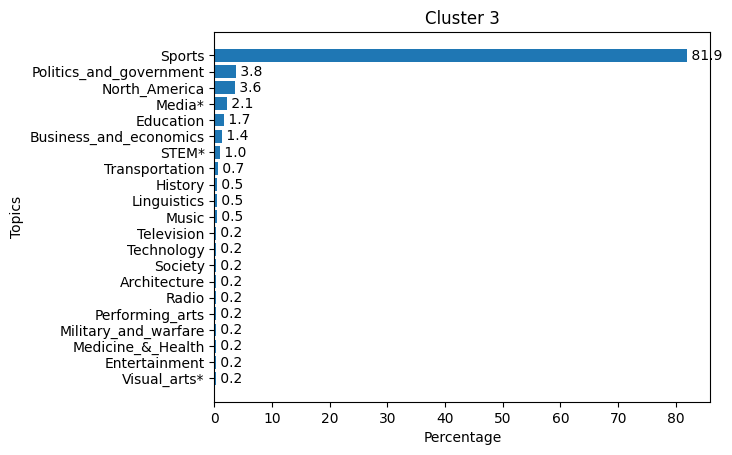 Cluster 3
Topics
Sports 81.9
Politics_and_government 3.8
North_America 3.6
Media* 2.1
Education 1.7
Business_and_economics 1.4
STEM* 1.0
Transportation 0.7
History 0.5
Linguistics 0.5
Music 0.5
Television 0.2
Technology 0.2
Society 0.2
Architecture 0.2
Radio 0.2
Performing_arts 0.2
Military_and_warfare 0.2
Medicine_&_Health 0.2
Entertainment 0.2
Visual_arts* 0.2
0 10 20 30 40 50 60 70 80
Percentage